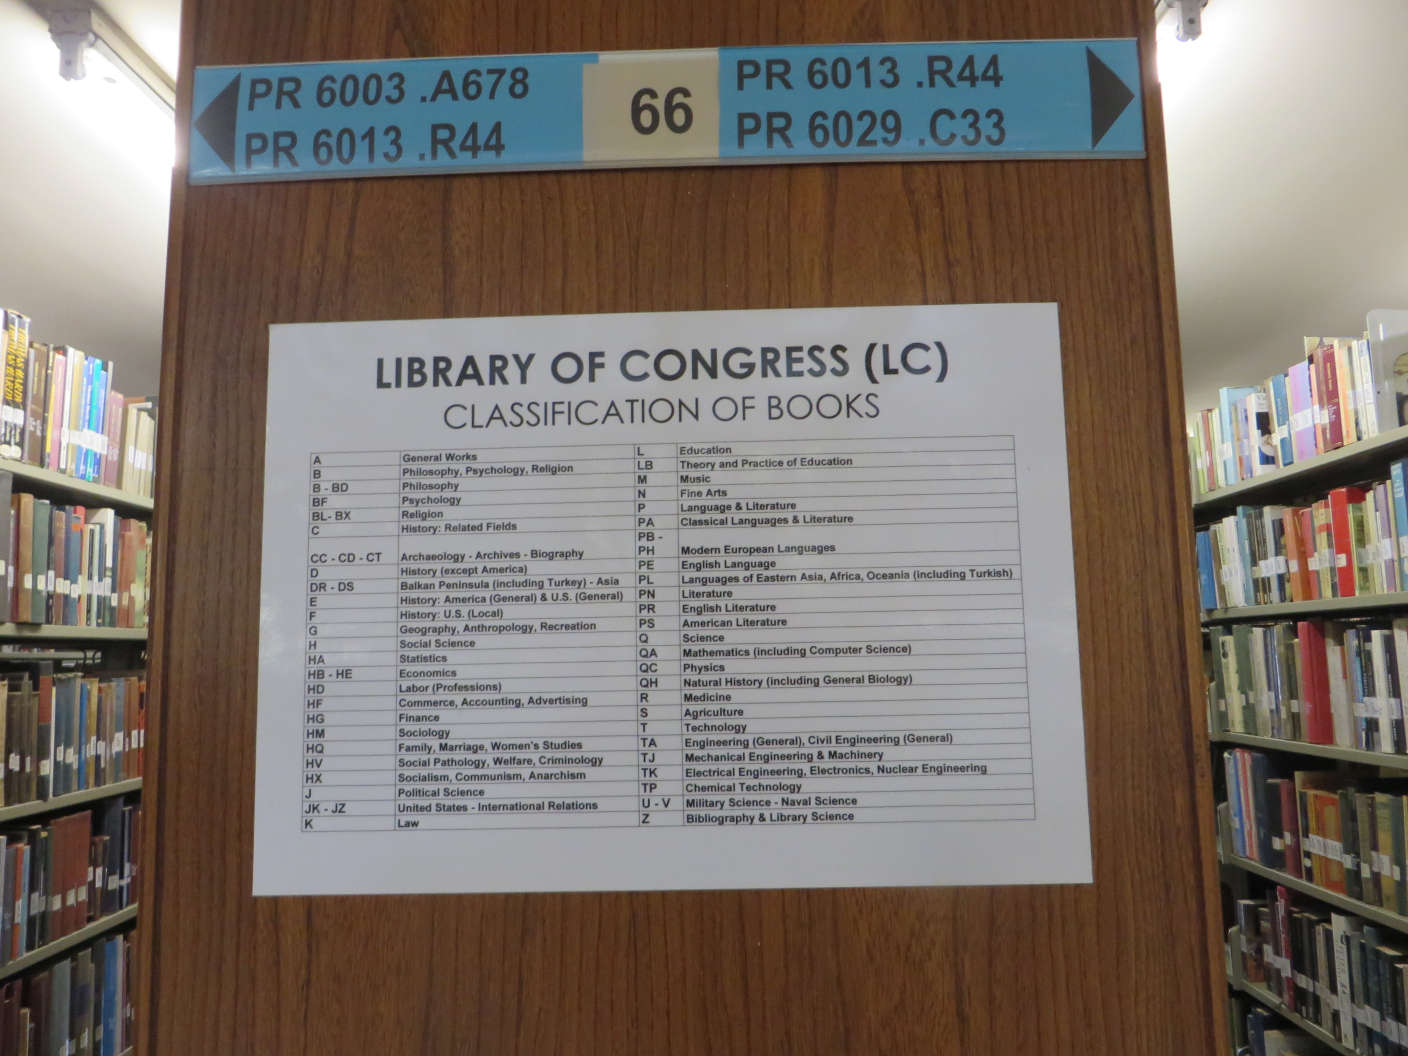 PR 6003 .A678
PR 6013 .R44
66
PR 6013 .R44
PR 6029 .C33
LIBRARY OF CONGRESS (LC)
CLASSIFICATION OF BOOKS
A General Works
B Philosophy, Psychology, Religion
B - BD Philosophy
BF Psychology
BL- BX Religion
C History: Related Fields
CC - CD - CT Archaeology - Archives - Biography
D History (except America)
DR - DS Balkan Peninsula (including Turkey) - Asia
E History: America (General) & U.S. (General)
F History: U.S. (Local)
G Geography, Anthropology, Recreation
H Social Science
HA Statistics
HB - HE Economics
HD Labor (Professions)
HF Commerce, Accounting, Advertising
HG Finance
HM Sociology
HQ Family, Marriage, Women's Studies
HV Social Pathology, Welfare, Criminology
HX Socialism, Communism, Anarchism
J Political Science
JK - JZ United States - International Relations
K Law
L Education
LB Theory and Practice of Education
M Music
N Fine Arts
P Language & Literature
PA Classical Languages & Literature
PB -
PH Modern European Languages
PE English Language
PL Languages of Eastern Asia, Africa, Oceania (including Turkish)
PN Literature
PR English Literature
PS American Literature
Q Science
QA Mathematics (including Computer Science)
QC Physics
QH Natural History (including General Biology)
R Medicine
S Agriculture
T Technology
TA Engineering (General), Civil Engineering (General)
TJ Mechanical Engineering & Machinery
TK Electrical Engineering, Electronics, Nuclear Engineering
TP Chemical Technology
U - V Military Science - Naval Science
Z Bibliography & Library Science